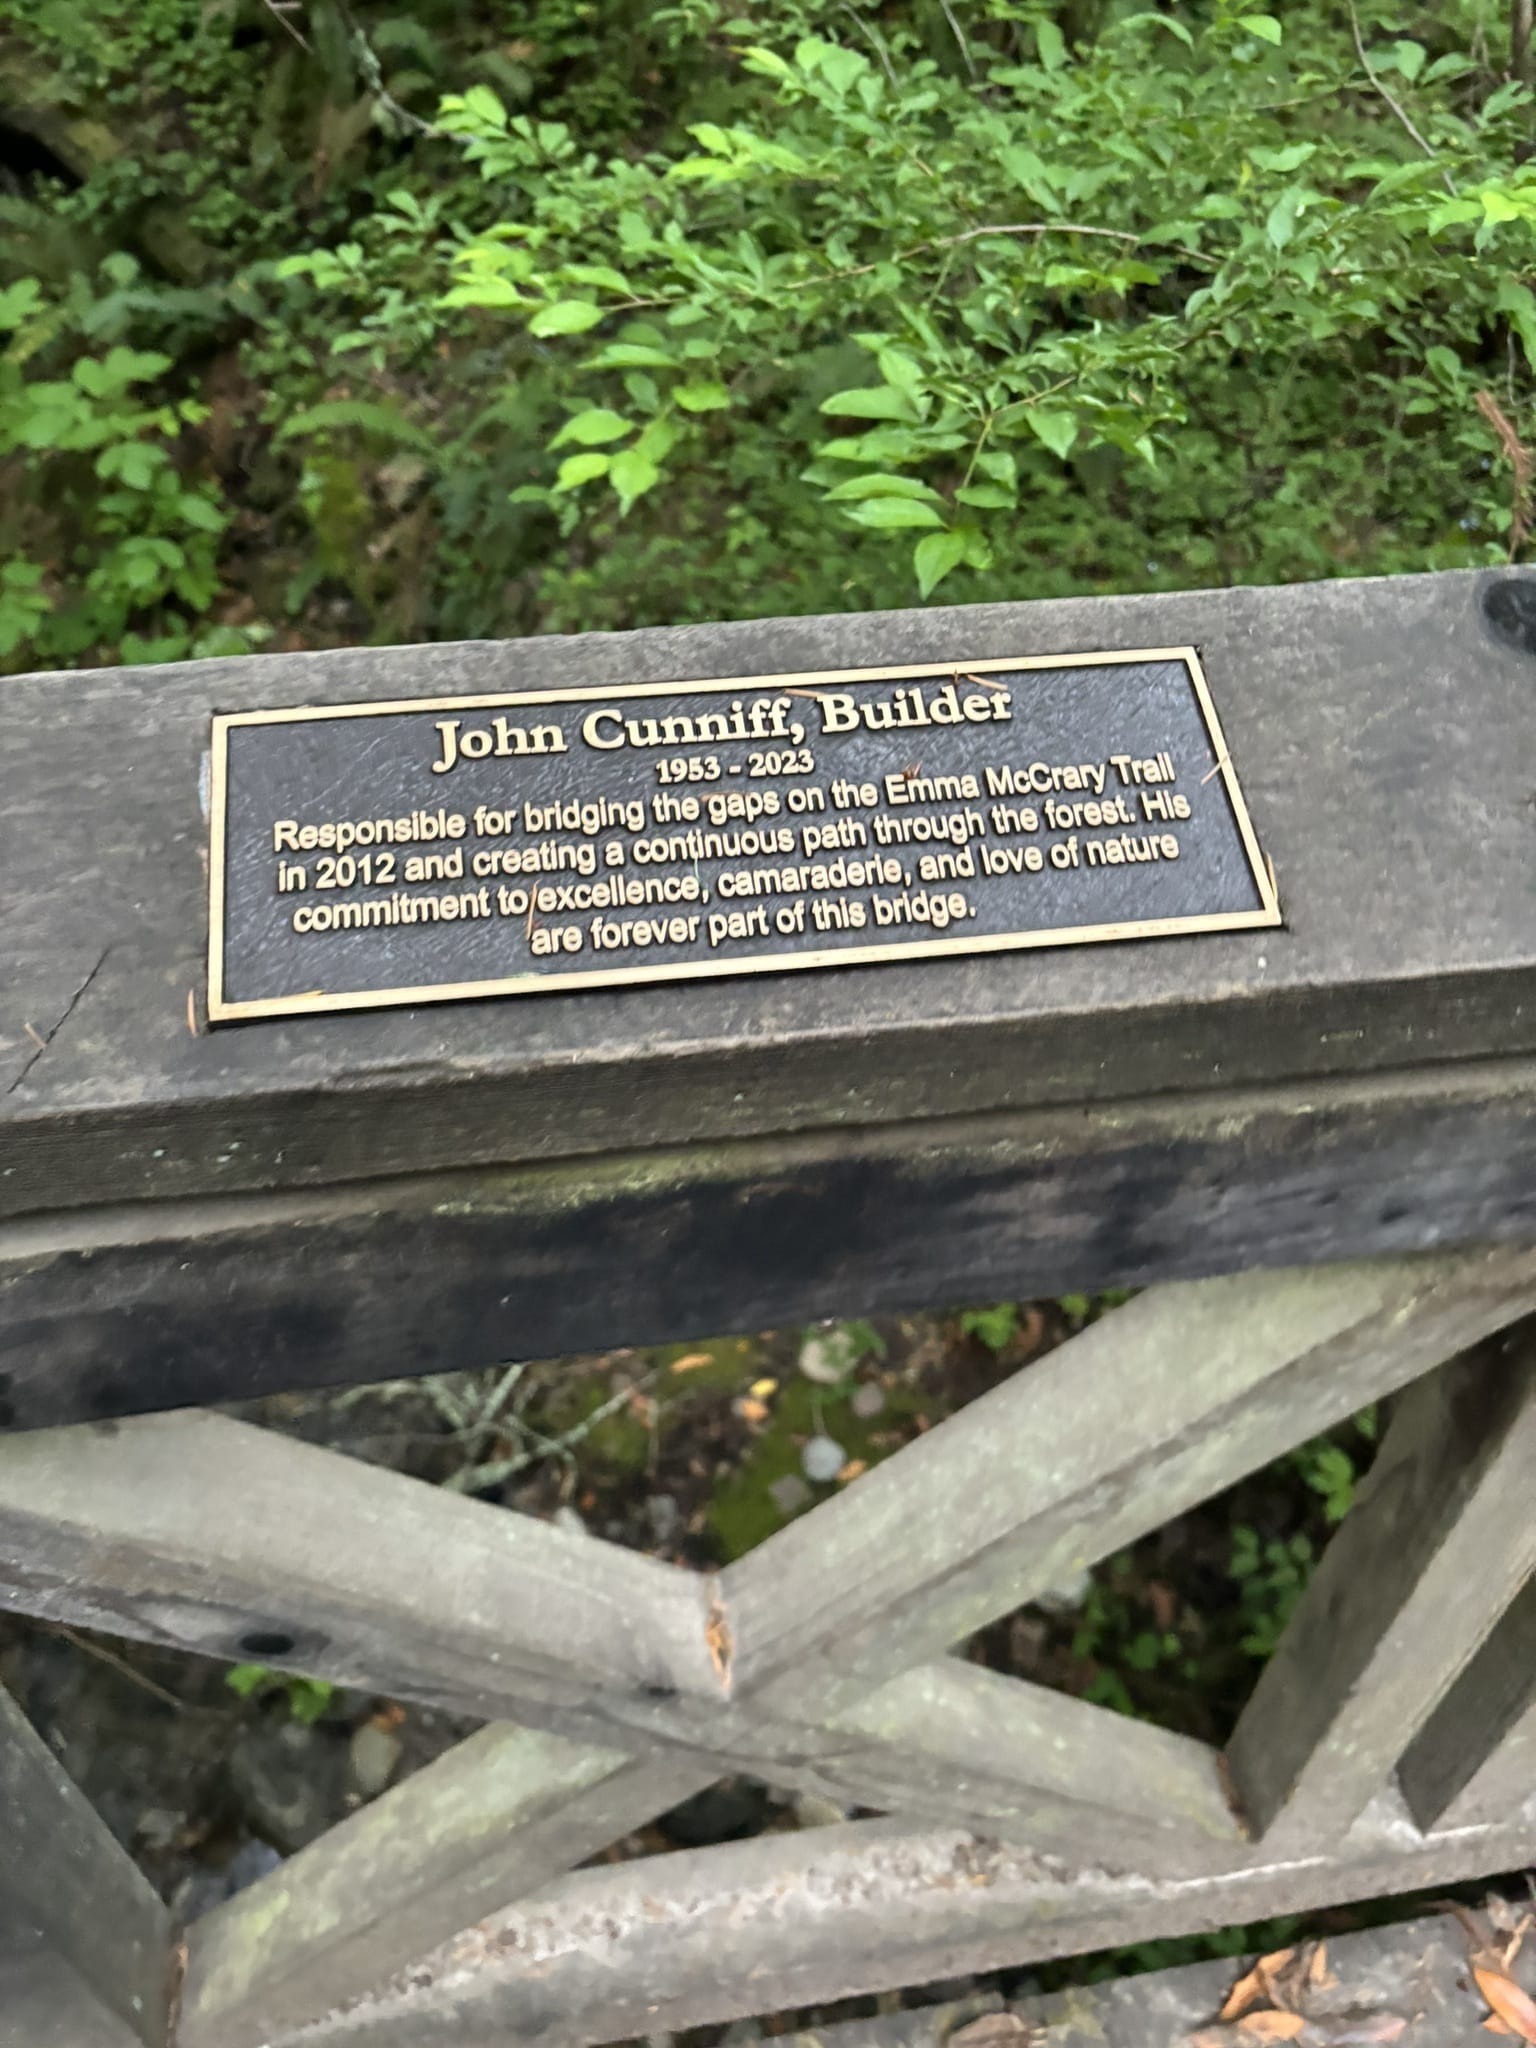 John Cunniff, Builder
1953 - 2023
Responsible for bridging the gaps on the Emma McCrary Trail
in 2012 and creating a continuous path through the forest. His
commitment to excellence, camaraderie, and love of nature
are forever part of this bridge.